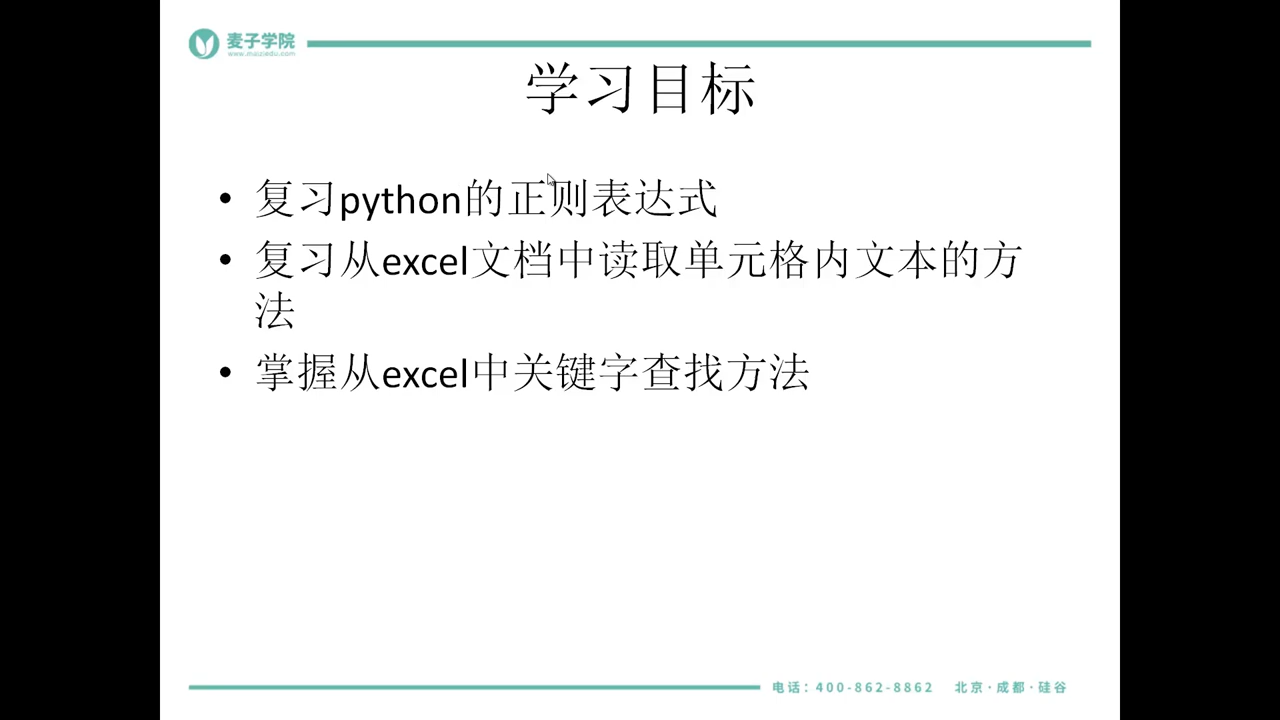 麦子学院
www.maiziedu.com
学习目标
• 复习python的正则表达式
• 复习从excel文档中读取单元格内文本的方
法
• 掌握从excel中关键字查找方法
电话：400-862-8862 北京·成都·硅谷